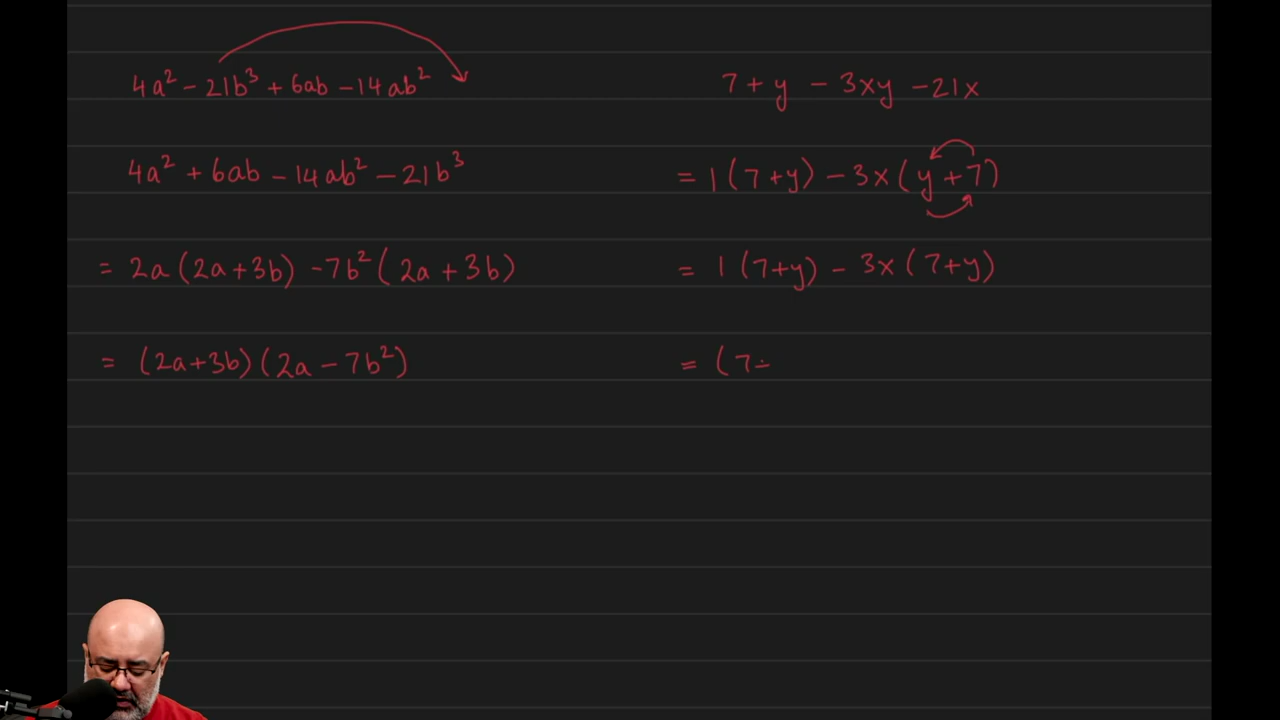 4a² - 21b³ + 6ab - 14ab²
4a² + 6ab - 14ab² - 21b³
= 2a(2a+3b) - 7b²(2a+3b)
= (2a+3b)(2a - 7b²)
7 + y - 3xy - 21x
= 1(7+y) - 3x(y+7)
= 1(7+y) - 3x(7+y)
= (7+